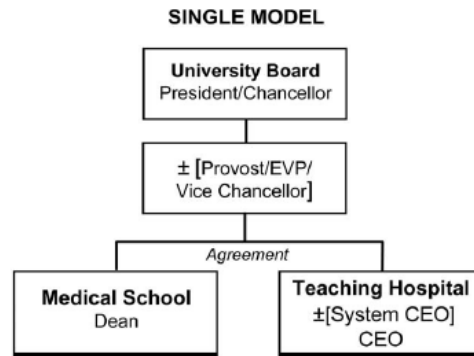 SINGLE MODEL
University Board
President/Chancellor
± [Provost/EVP/
Vice Chancellor]
Agreement
Medical School
Dean
Teaching Hospital
±[System CEO]
CEO